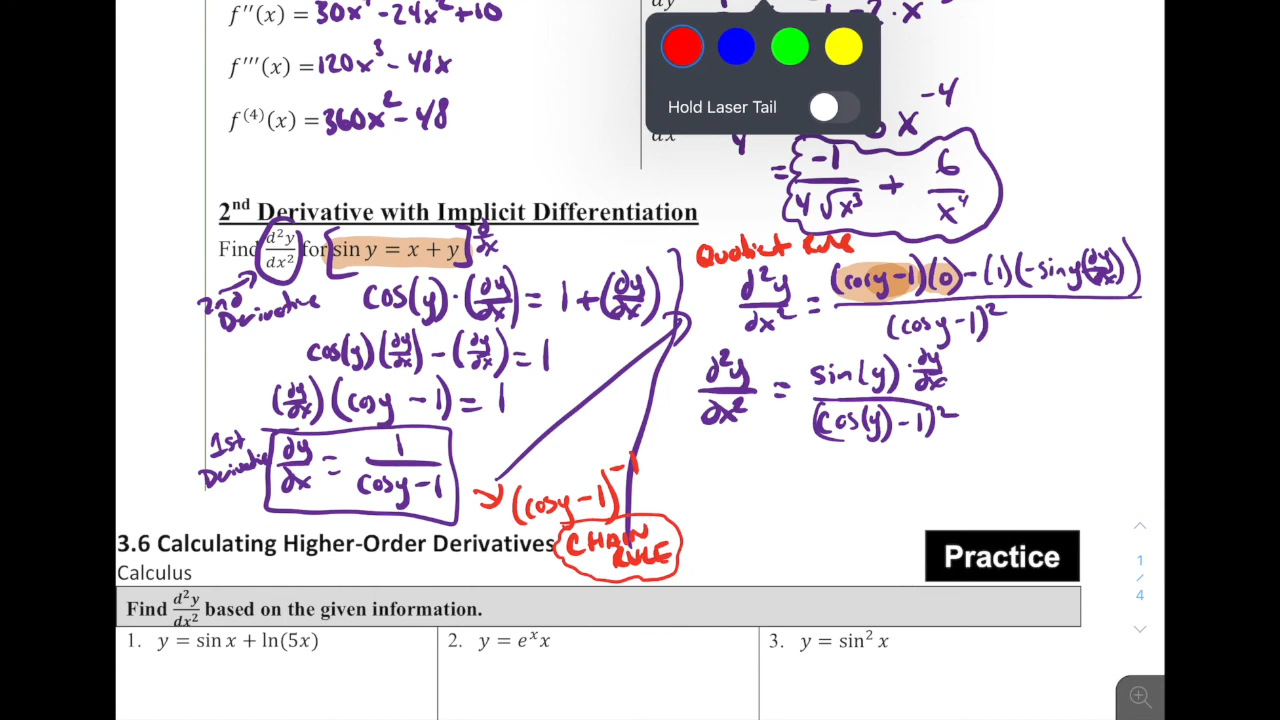 f''(x) = 30x⁴ - 24x² + 10
f'''(x) = 120x³ - 48x
f⁽⁴⁾(x) = 360x² - 48
dy
Hold Laser Tail
x⁻⁴
dx
= -1/(4√x³) + 6/x⁴
2nd Derivative with Implicit Differentiation
Find d²y/dx² for [sin y = x + y] d/dx
2nd Derivative
cos(y)·(dy/dx) = 1 + (dy/dx)
cos(y)(dy/dx) - (dy/dx) = 1
(dy/dx)(cosy - 1) = 1
1st Derivative
dy/dx = 1/(cosy - 1)
Quotient Rule
d²y/dx² = ((cosy - 1)(0) - (1)(-siny(dy/dx)))/(cosy - 1)²
d²y/dx² = (sin(y)·dy/dx)/(cos(y) - 1)²
(cosy - 1)⁻¹
CHAIN RULE
3.6 Calculating Higher-Order Derivatives
Calculus
Practice
1
/
4
Find d²y/dx² based on the given information.
1. y = sin x + ln(5x)
2. y = eˣx
3. y = sin² x